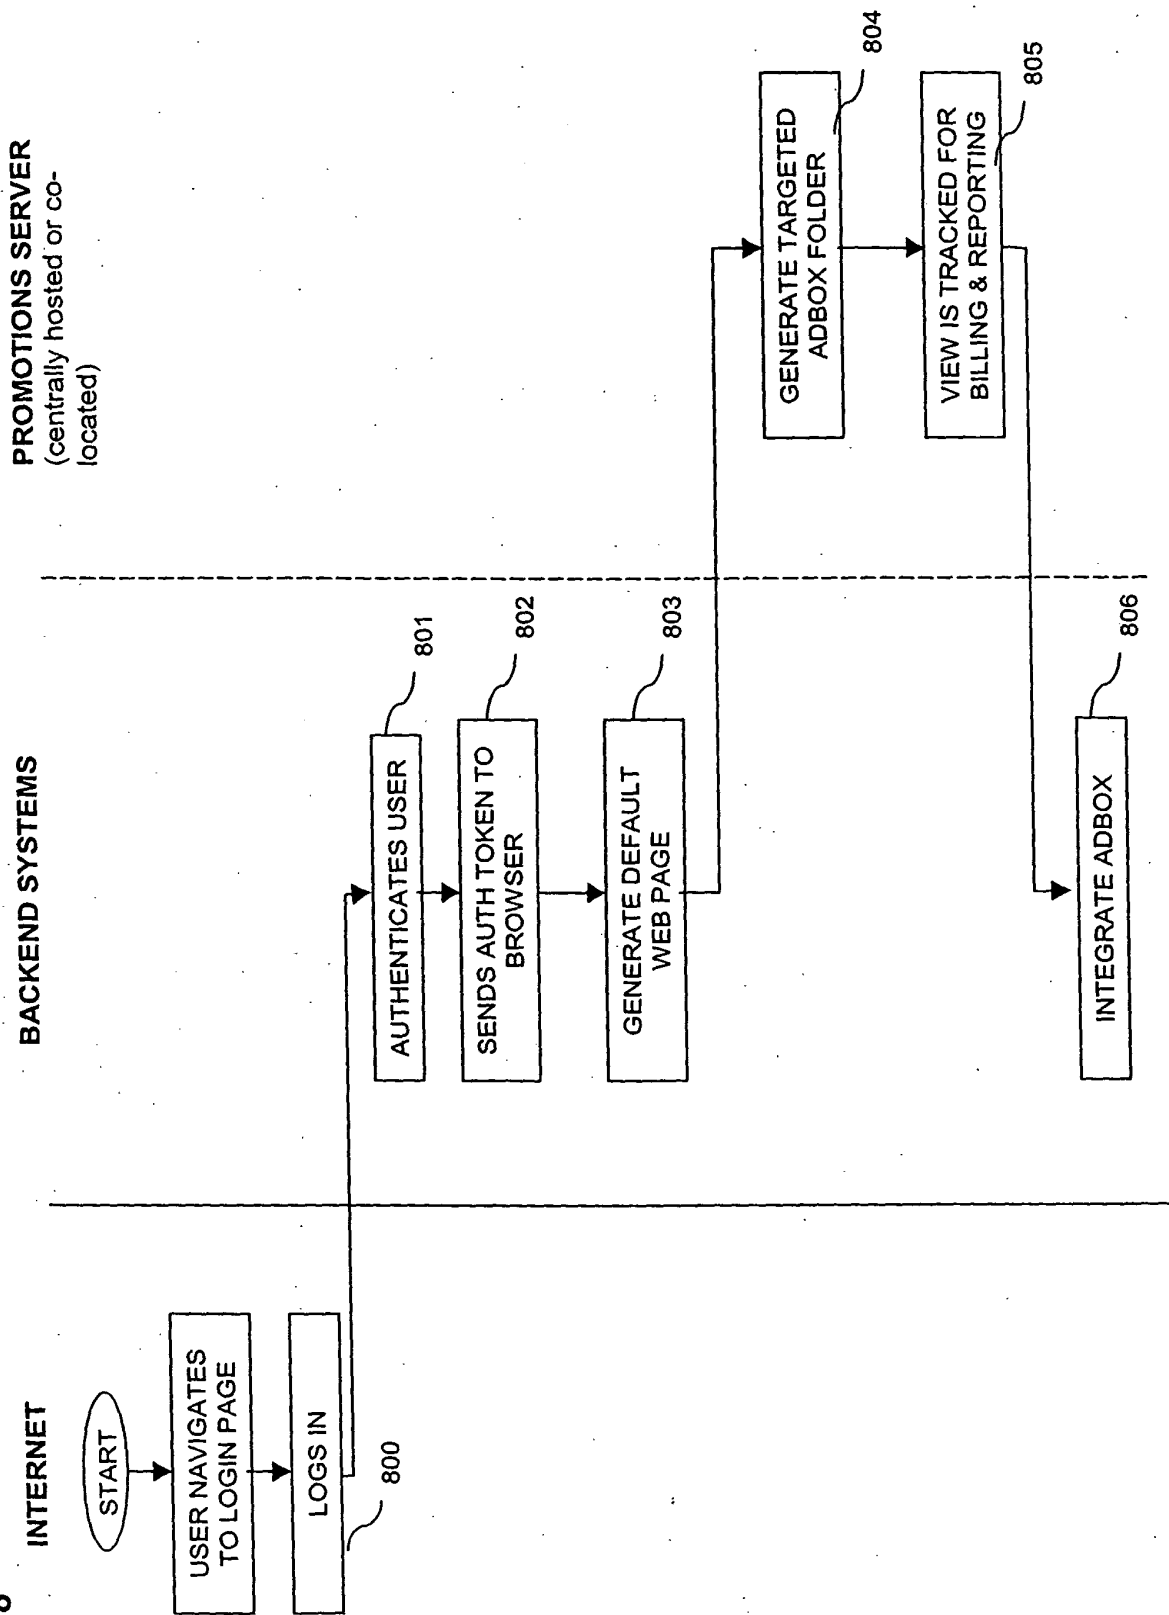 INTERNET
START
USER NAVIGATES
TO LOGIN PAGE
LOGS IN
800
BACKEND SYSTEMS
AUTHENTICATES USER
801
SENDS AUTH TOKEN TO
BROWSER
802
GENERATE DEFAULT
WEB PAGE
803
PROMOTIONS SERVER
(centrally hosted or co-
located)
GENERATE TARGETED
ADBOX FOLDER
804
VIEW IS TRACKED FOR
BILLING & REPORTING
805
INTEGRATE ADBOX
806